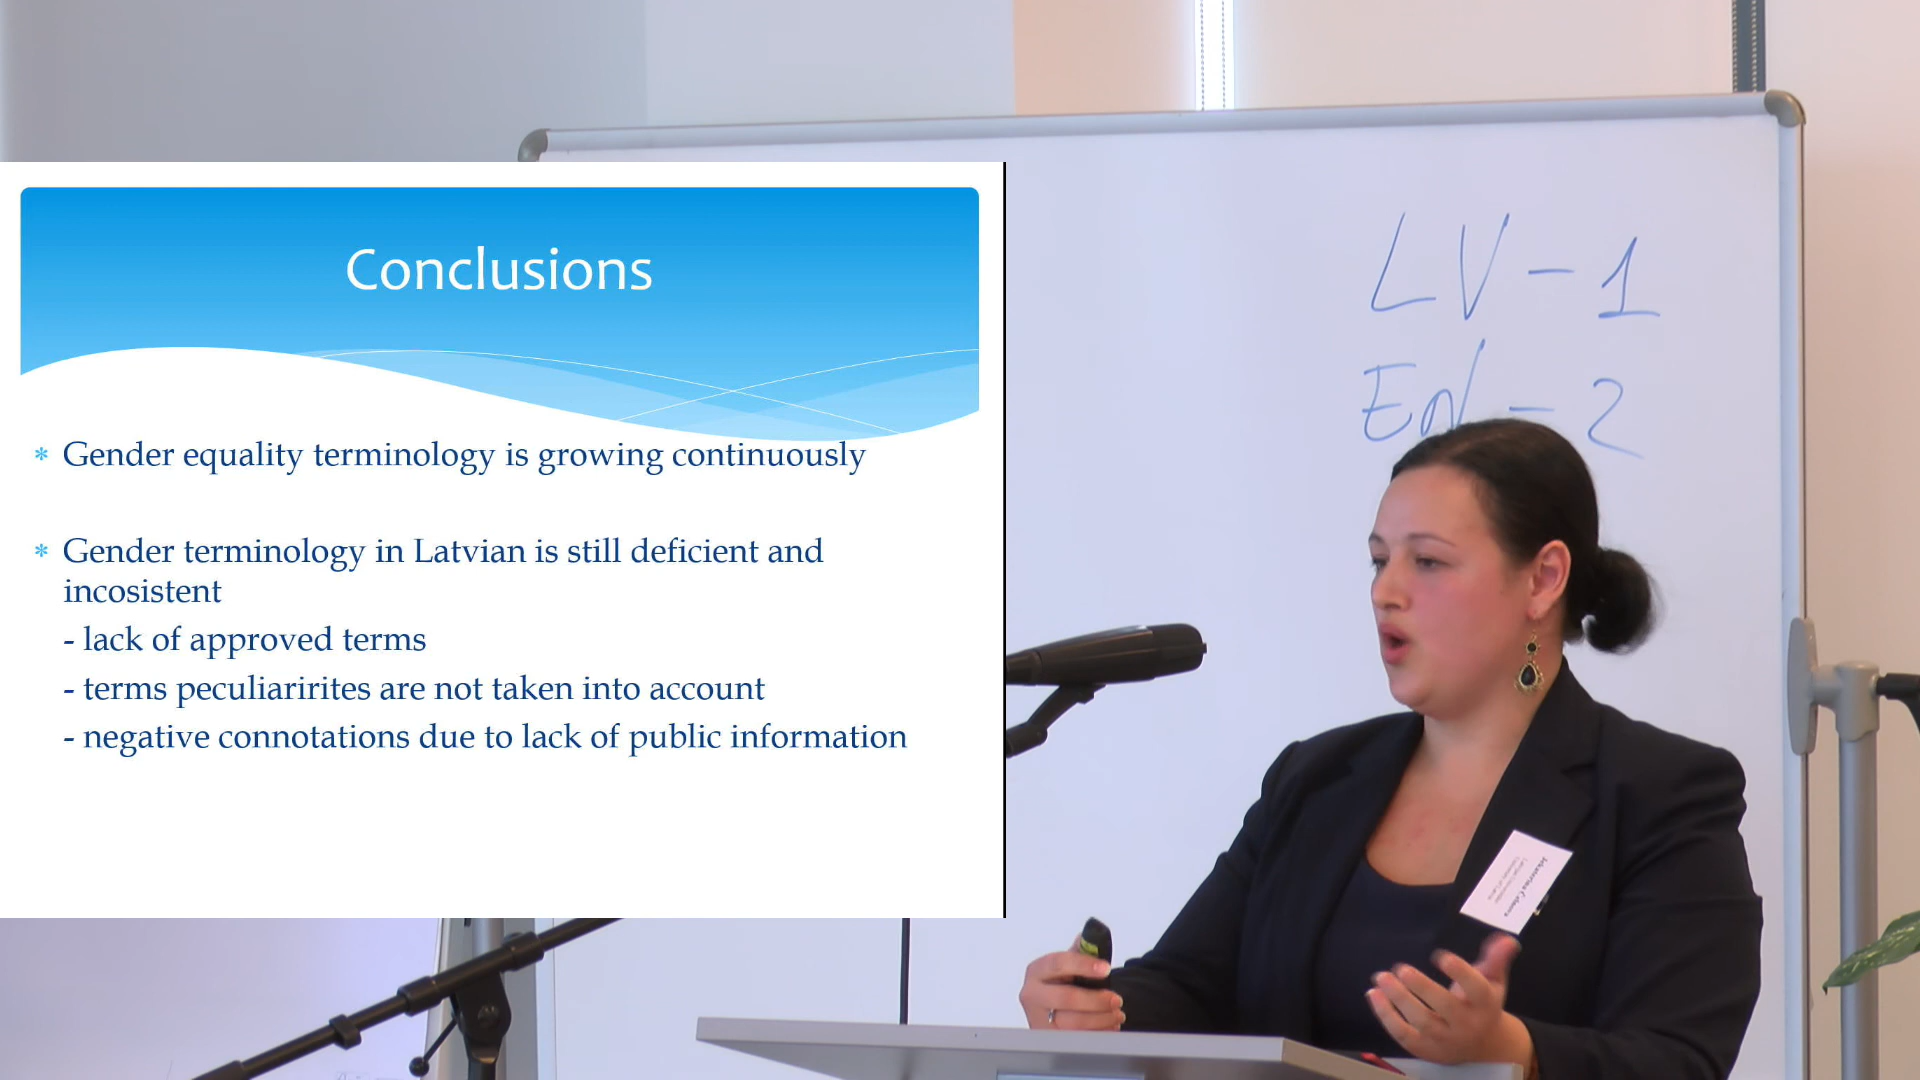 Conclusions
* Gender equality terminology is growing continuously
* Gender terminology in Latvian is still deficient and
incosistent
- lack of approved terms
- terms peculiaririties are not taken into account
- negative connotations due to lack of public information
LV - 1
EN - 2